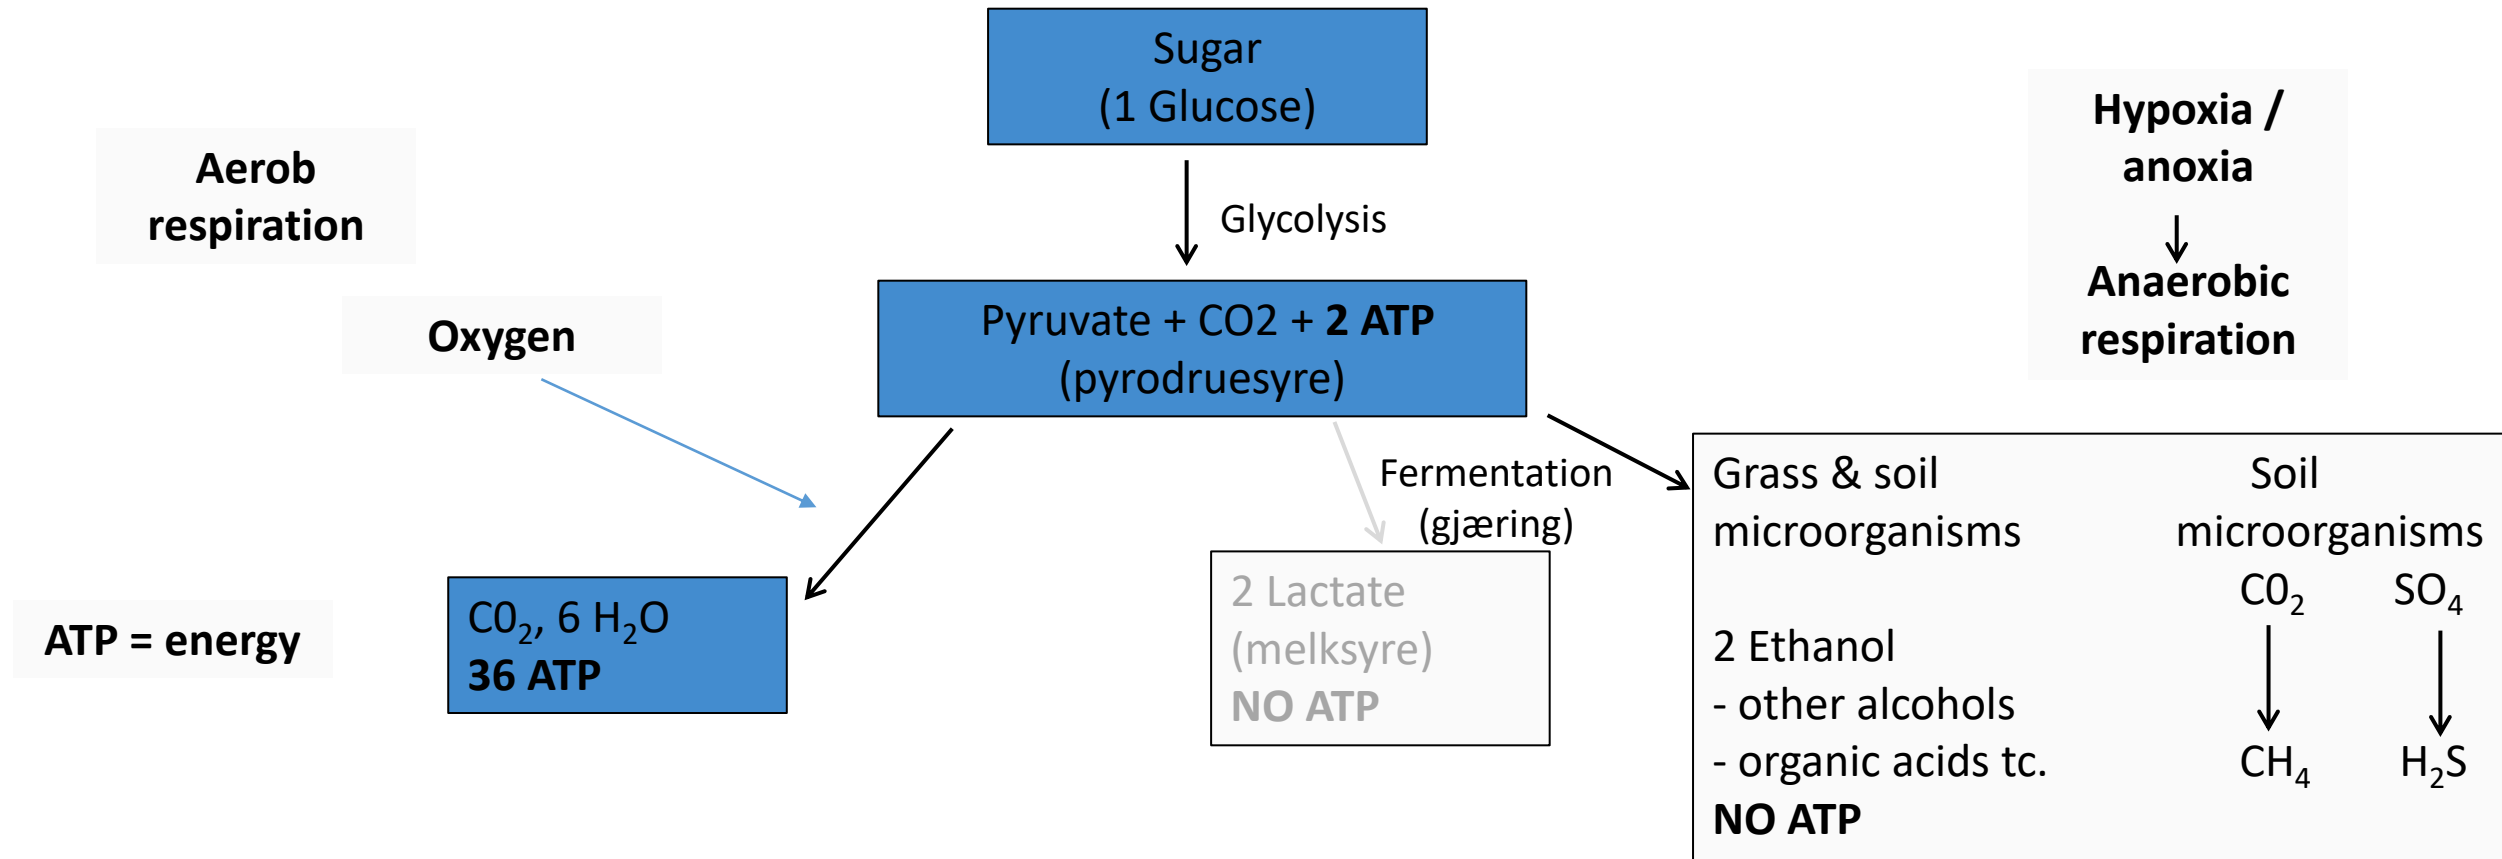 Sugar
(1 Glucose)
Hypoxia /
anoxia
Aerob
respiration
Glycolysis
Anaerobic
respiration
Oxygen
Pyruvate + CO2 + 2 ATP
(pyrodruesyre)
Fermentation
(gjæring)
Grass & soil
microorganisms
2 Ethanol
- other alcohols
- organic acids tc.
NO ATP
Soil
microorganisms
C0₂ SO₄
CH₄ H₂S
ATP = energy
C0₂, 6 H₂O
36 ATP
2 Lactate
(melksyre)
NO ATP